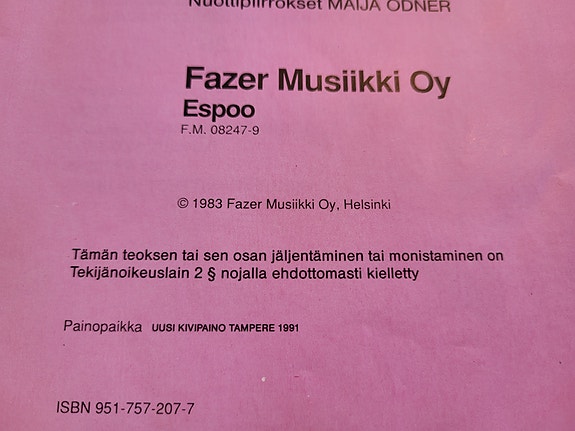 Nuottipiirrokset MAIJA ODNER
Fazer Musiikki Oy
Espoo
F.M. 08247-9
© 1983 Fazer Musiikki Oy, Helsinki
Tämän teoksen tai sen osan jäljentäminen tai monistaminen on
Tekijänoikeuslain 2 § nojalla ehdottomasti kielletty
Painopaikka UUSI KIVIPAINO TAMPERE 1991
ISBN 951-757-207-7